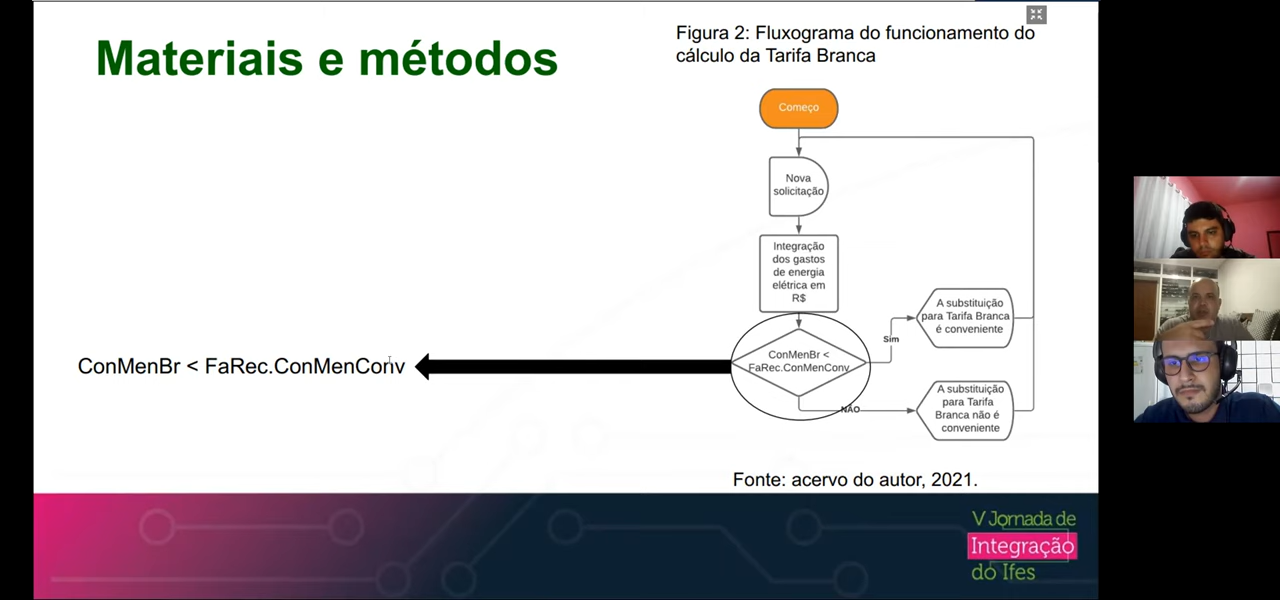 Materiais e métodos
Figura 2: Fluxograma do funcionamento do
cálculo da Tarifa Branca
Começo
Nova
solicitação
Integração
dos gastos
de energia
elétrica em
R$
ConMenBr <
FaRec.ConMenConv
Sim
A substituição
para Tarifa Branca
é conveniente
NÃO
A substituição
para Tarifa
Branca não é
conveniente
ConMenBr < FaRec.ConMenConv
Fonte: acervo do autor, 2021.
V Jornada de
Integração
do Ifes